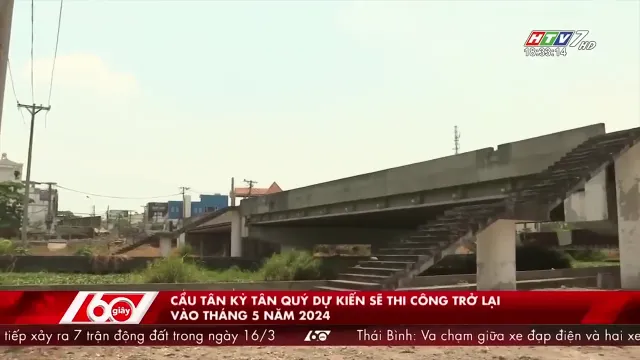 HTV7 HD
18:33:14
60 giây
CẦU TÂN KỲ TÂN QUÝ DỰ KIẾN SẼ THI CÔNG TRỞ LẠI
VÀO THÁNG 5 NĂM 2024
tiếp xảy ra 7 trận động đất trong ngày 16/3 Thái Bình: Va chạm giữa xe đạp điện và hai xe